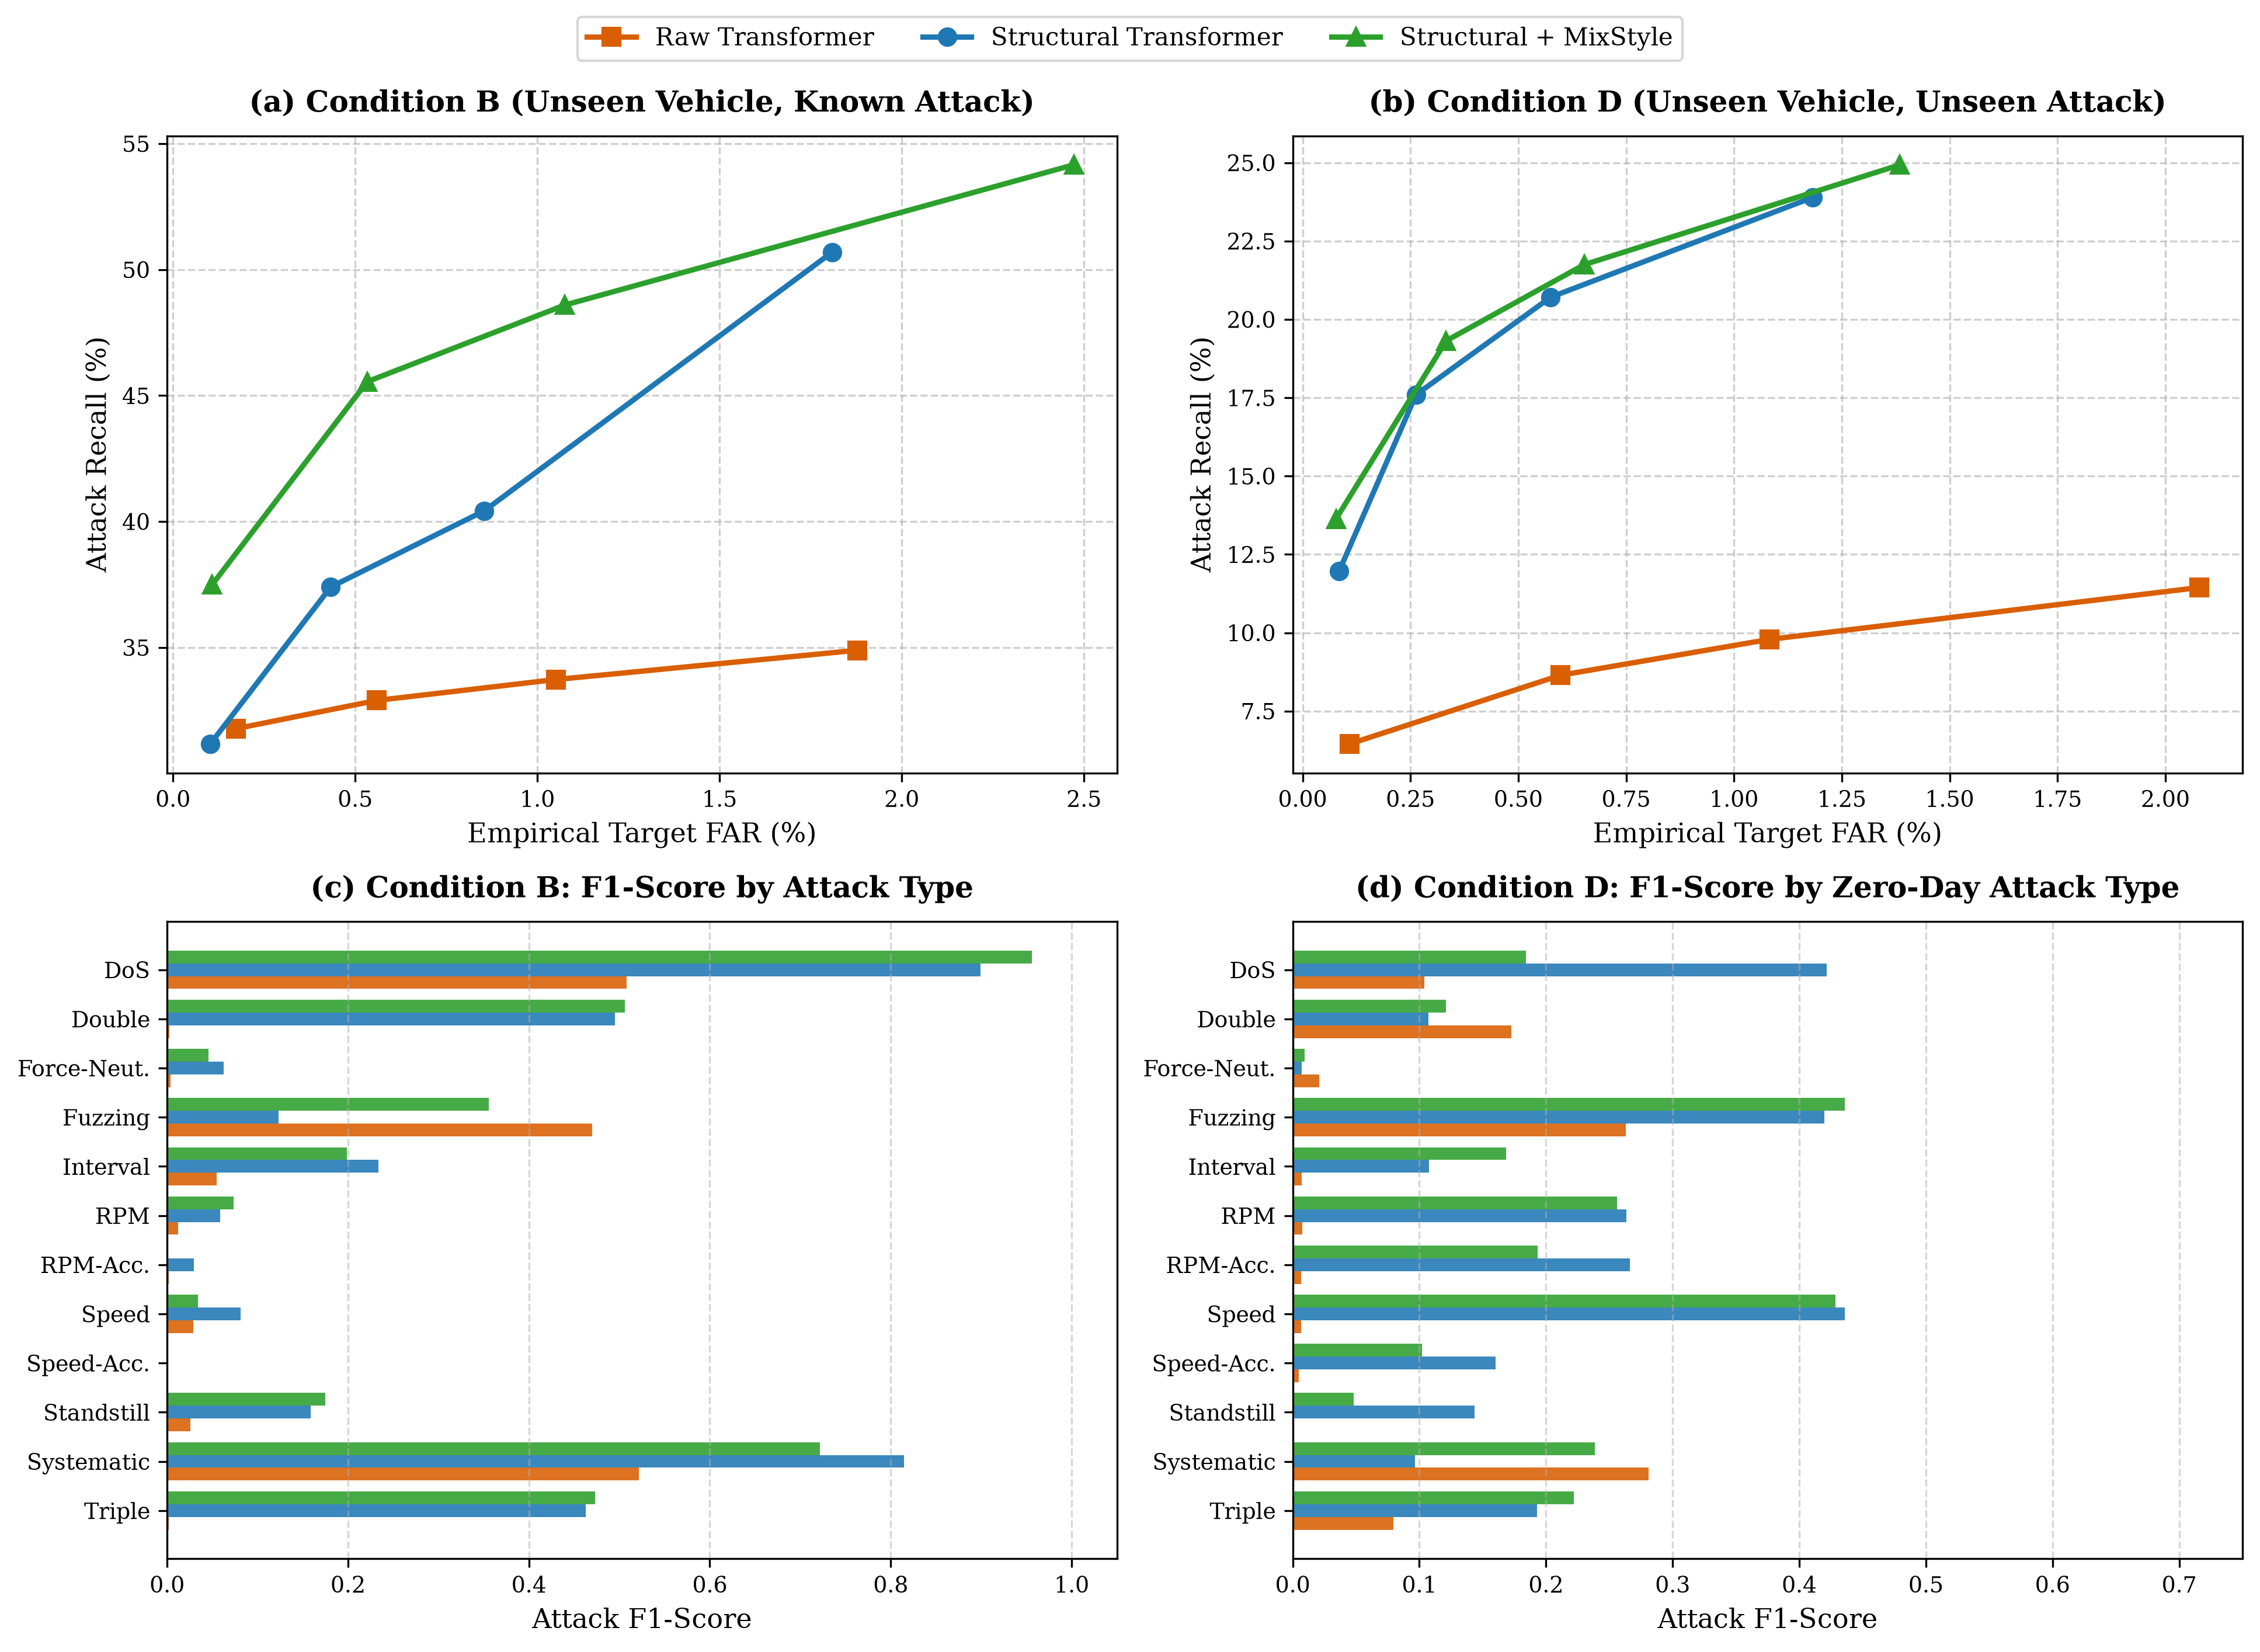 Raw Transformer
Structural Transformer
Structural + MixStyle
(a) Condition B (Unseen Vehicle, Known Attack)
55
50
45
40
35
Attack Recall (%)
0.0 0.5 1.0 1.5 2.0 2.5
Empirical Target FAR (%)
(b) Condition D (Unseen Vehicle, Unseen Attack)
25.0
22.5
20.0
17.5
15.0
12.5
10.0
7.5
Attack Recall (%)
0.00 0.25 0.50 0.75 1.00 1.25 1.50 1.75 2.00
Empirical Target FAR (%)
(c) Condition B: F1-Score by Attack Type
DoS
Double
Force-Neut.
Fuzzing
Interval
RPM
RPM-Acc.
Speed
Speed-Acc.
Standstill
Systematic
Triple
0.0 0.2 0.4 0.6 0.8 1.0
Attack F1-Score
(d) Condition D: F1-Score by Zero-Day Attack Type
DoS
Double
Force-Neut.
Fuzzing
Interval
RPM
RPM-Acc.
Speed
Speed-Acc.
Standstill
Systematic
Triple
0.0 0.1 0.2 0.3 0.4 0.5 0.6 0.7
Attack F1-Score